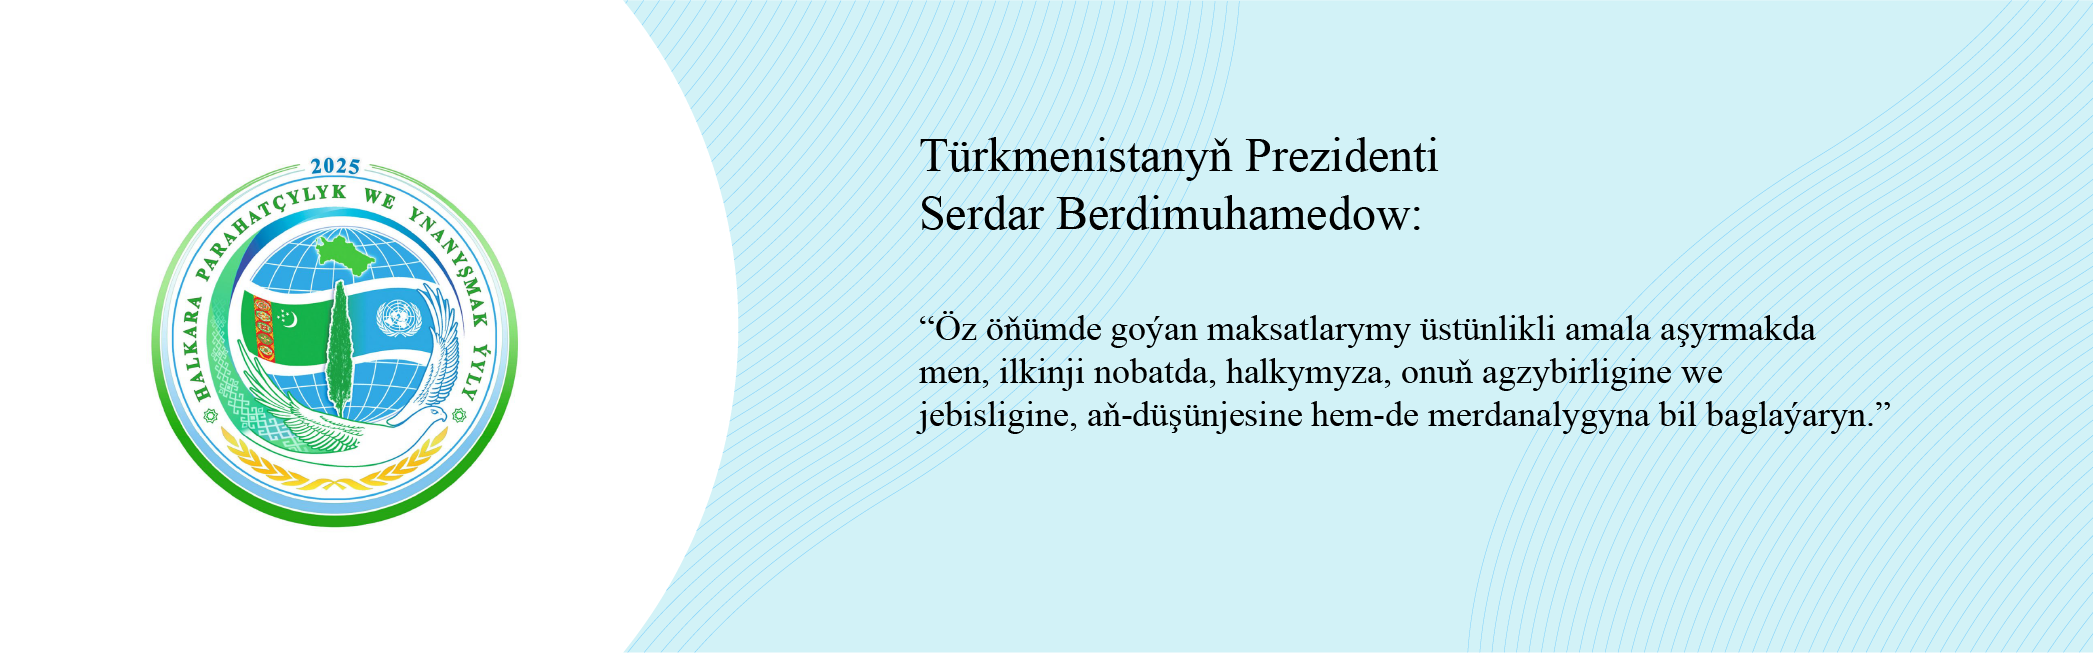 2025
HALKARA PARAHATÇYLYK WE YNANYŞMAK ÝYLY
Türkmenistanyň Prezidenti
Serdar Berdimuhamedow:
“Öz öňümde goýan maksatlarymy üstünlikli amala aşyrmakda
men, ilkinji nobatda, halkymyza, onuň agzybirligine we
jebisligine, aň-düşünjesine hem-de merdanalygyna bil baglaýaryn.”